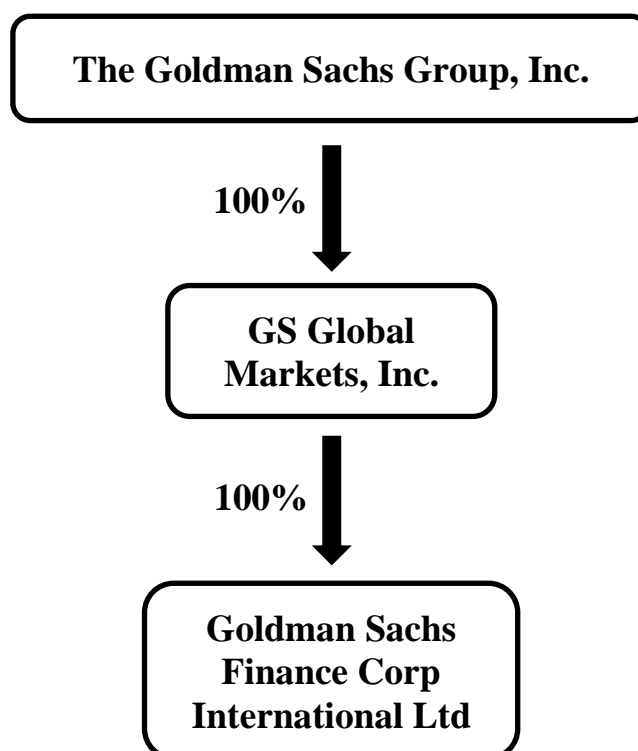 The Goldman Sachs Group, Inc.
100%
GS Global
Markets, Inc.
100%
Goldman Sachs
Finance Corp
International Ltd